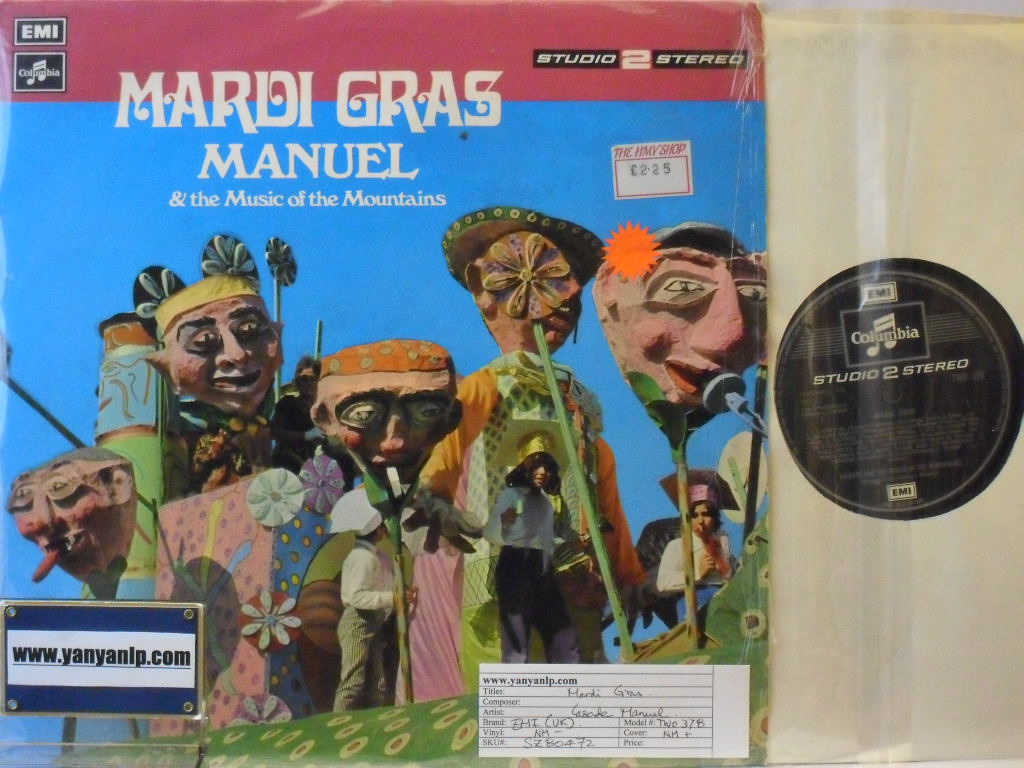 EMI
Columbia
STUDIO 2 STEREO
MARDI GRAS
MANUEL
& the Music of the Mountains
THE HMV SHOP
£2·25
EMI
Columbia
STUDIO 2 STEREO
EMI
www.yanyanlp.com
www.yanyanlp.com
Titles: Mardi Gras.
Composer:
Artist: Manuel
Brand: EMI (UK). Model #: TWO 378
Vinyl: NM - Cover: NM +
SKU#: SZ80472 Price: